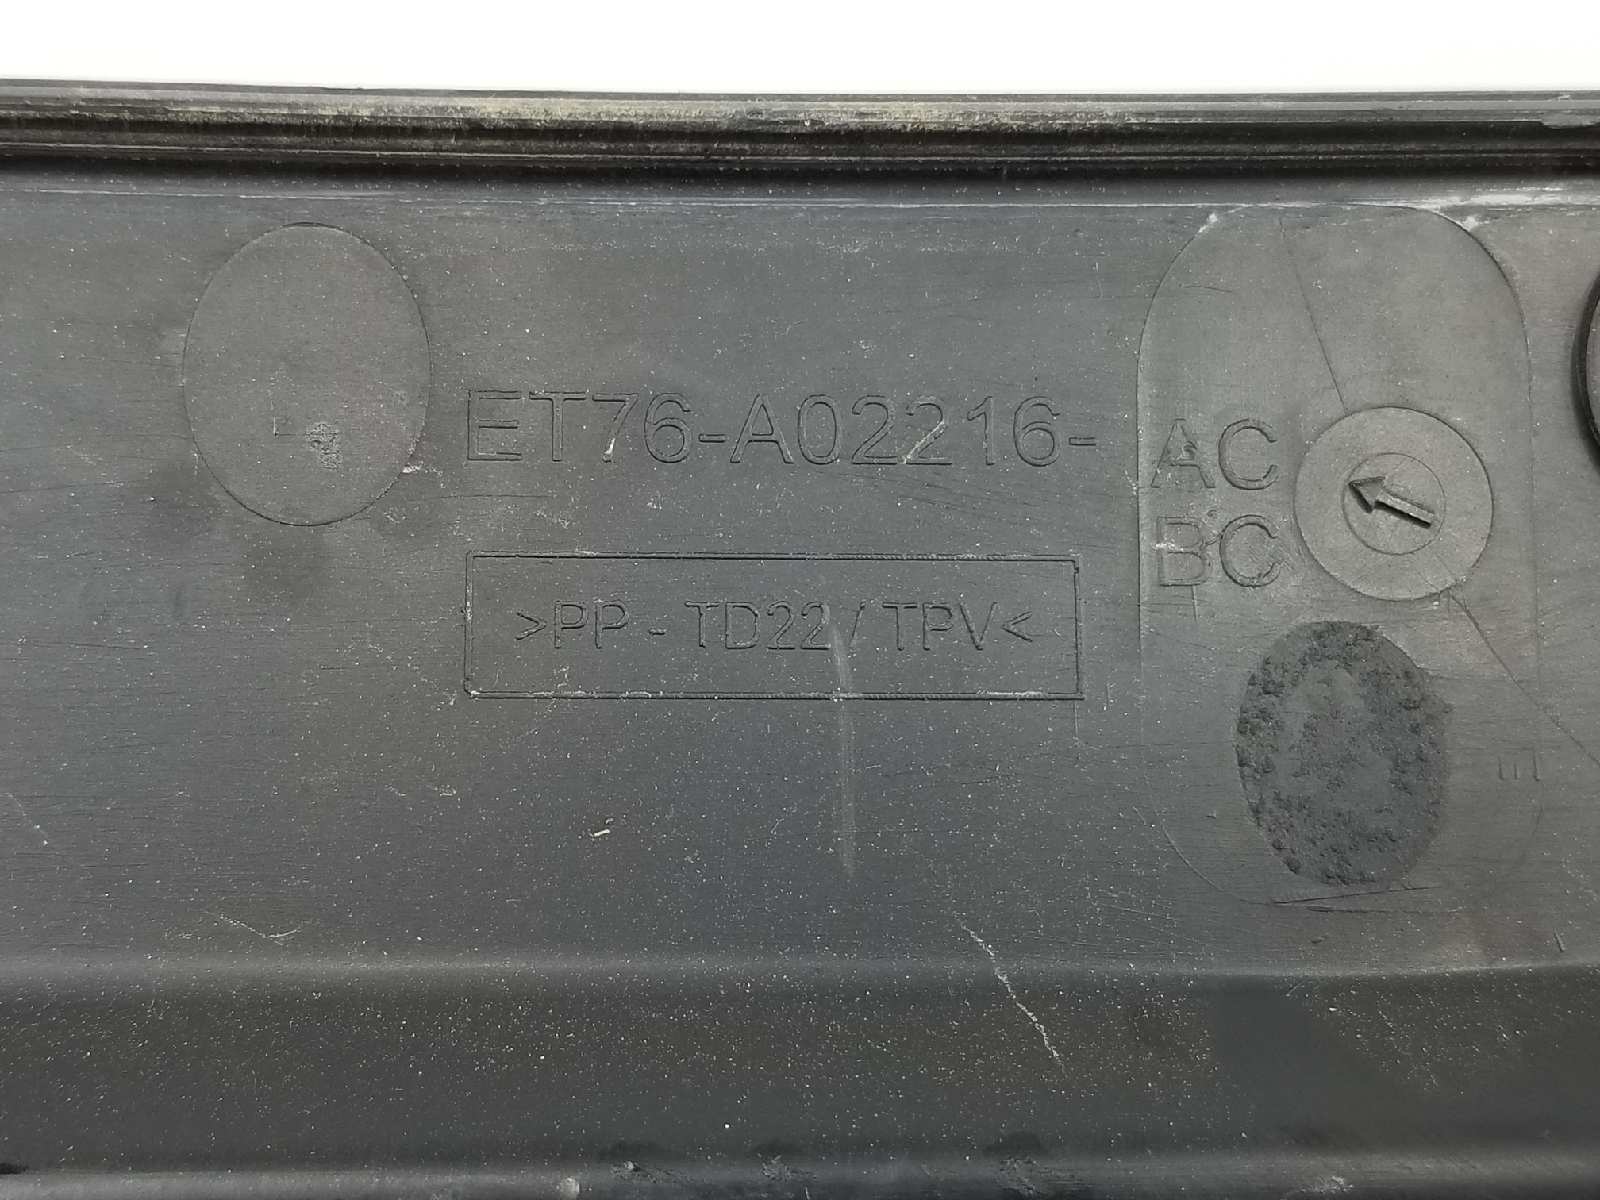 ET76-A02216-
AC
BC
>PP - TD22 / TPV<